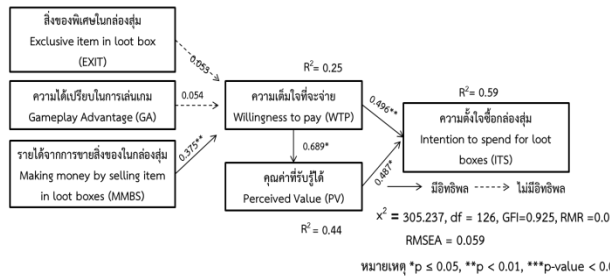 สิ่งของพิเศษในกล่องสุ่ม
Exclusive item in loot box
(EXIT)
0.053
R²= 0.25
ความได้เปรียบในการเล่นเกม
Gameplay Advantage (GA)
0.054
ความเต็มใจที่จะจ่าย
Willingness to pay (WTP)
0.496**
R²= 0.59
ความตั้งใจซื้อกล่องสุ่ม
Intention to spend for loot
boxes (ITS)
รายได้จากการขายสิ่งของในกล่องสุ่ม
Making money by selling item
in loot boxes (MMBS)
0.375**
0.689*
คุณค่าที่รับรู้ได้
Perceived Value (PV)
0.487*
R²= 0.44
มีอิทธิพล
ไม่มีอิทธิพล
x² = 305.237, df = 126, GFI=0.925, RMR =0.0
RMSEA = 0.059
หมายเหตุ *p ≤ 0.05, **p < 0.01, ***p-value < 0.0